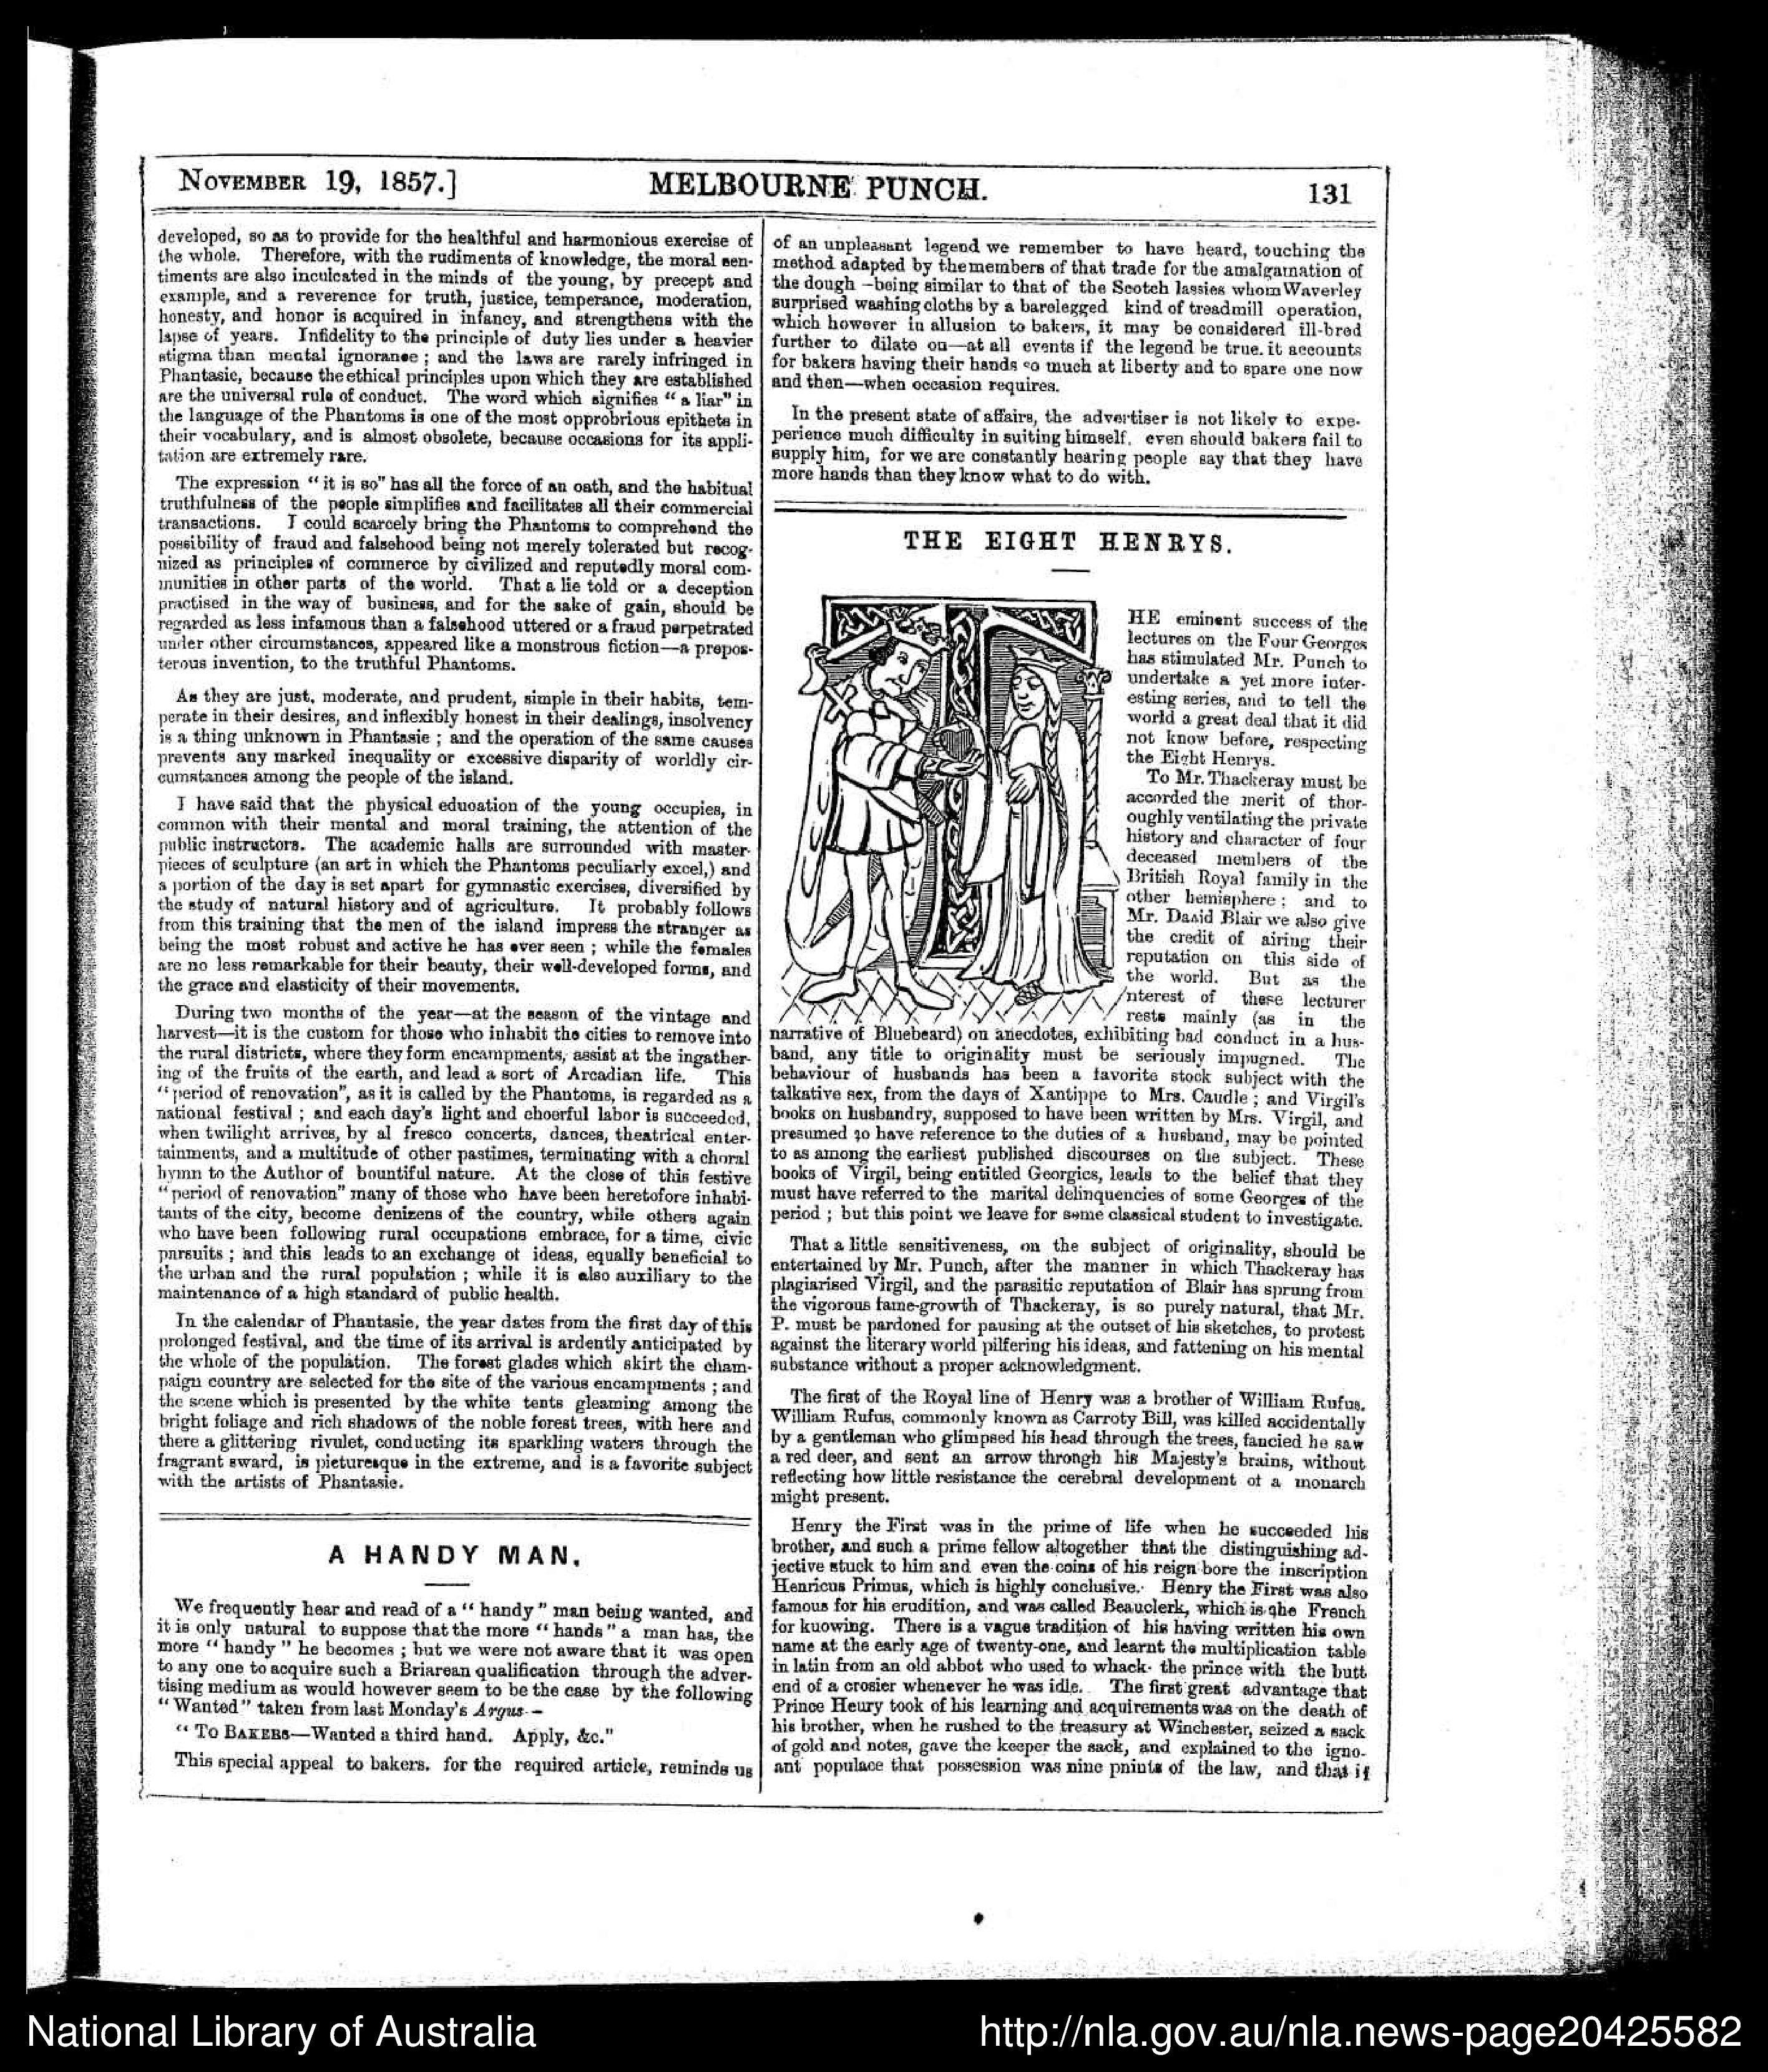 NOVEMBER 19, 1857.]
MELBOURNE PUNCH.
131
developed, so as to provide for the healthful and harmonious exercise of
the whole. Therefore, with the rudiments of knowledge, the moral sen-
timents are also inculcated in the minds of the young, by precept and
example, and a reverence for truth, justice, temperance, moderation,
honesty, and honor is acquired in infancy, and strengthens with the
lapse of years. Infidelity to the principle of duty lies under a heavier
stigma than mental ignorance ; and the laws are rarely infringed in
Phantasie, because the ethical principles upon which they are established
are the universal rule of conduct. The word which signifies “ a liar” in
the language of the Phantoms is one of the most opprobrious epithets in
their vocabulary, and is almost obsolete, because occasions for its appli-
tation are extremely rare.
The expression “ it is so” has all the force of an oath, and the habitual
truthfulness of the people simplifies and facilitates all their commercial
transactions. I could scarcely bring the Phantoms to comprehend the
possibility of fraud and falsehood being not merely tolerated but recog-
nized as principles of commerce by civilized and reputedly moral com-
munities in other parts of the world. That a lie told or a deception
practised in the way of business, and for the sake of gain, should be
regarded as less infamous than a falsehood uttered or a fraud perpetrated
under other circumstances, appeared like a monstrous fiction—a prepos-
terous invention, to the truthful Phantoms.
As they are just, moderate, and prudent, simple in their habits, tem-
perate in their desires, and inflexibly honest in their dealings, insolvency
is a thing unknown in Phantasie ; and the operation of the same causes
prevents any marked inequality or excessive disparity of worldly cir-
cumstances among the people of the island.
I have said that the physical education of the young occupies, in
common with their mental and moral training, the attention of the
public instructors. The academic halls are surrounded with master-
pieces of sculpture (an art in which the Phantoms peculiarly excel,) and
a portion of the day is set apart for gymnastic exercises, diversified by
the study of natural history and of agriculture. It probably follows
from this training that the men of the island impress the stranger as
being the most robust and active he has ever seen ; while the females
are no less remarkable for their beauty, their well-developed forms, and
the grace and elasticity of their movements.
During two months of the year—at the season of the vintage and
harvest—it is the custom for those who inhabit the cities to remove into
the rural districts, where they form encampments, assist at the ingather-
ing of the fruits of the earth, and lead a sort of Arcadian life. This
“period of renovation”, as it is called by the Phantoms, is regarded as a
national festival ; and each day's light and cheerful labor is succeeded,
when twilight arrives, by al fresco concerts, dances, theatrical enter-
tainments, and a multitude of other pastimes, terminating with a choral
hymn to the Author of bountiful nature. At the close of this festive
“period of renovation” many of those who have been heretofore inhabi-
tants of the city, become denizens of the country, while others again
who have been following rural occupations embrace, for a time, civic
parsuits ; and this leads to an exchange of ideas, equally beneficial to
the urban and the rural population ; while it is also auxiliary to the
maintenance of a high standard of public health.
In the calendar of Phantasie, the year dates from the first day of this
prolonged festival, and the time of its arrival is ardently anticipated by
the whole of the population. The forest glades which skirt the cham-
paign country are selected for the site of the various encampments ; and
the scene which is presented by the white tents gleaming among the
bright foliage and rich shadows of the noble forest trees, with here and
there a glittering rivulet, conducting its sparkling waters through the
fragrant sward, is picturesque in the extreme, and is a favorite subject
with the artists of Phantasie.
A HANDY MAN.
We frequently hear and read of a “ handy ” man being wanted, and
it is only natural to suppose that the more “ hands ” a man has, the
more “ handy ” he becomes ; but we were not aware that it was open
to any one to acquire such a Briarean qualification through the adver-
tising medium as would however seem to be the case by the following
“ Wanted” taken from last Monday's Argus-—
“ To BAKERS—Wanted a third hand. Apply, &c."
This special appeal to bakers. for the required article, reminds us
of an unpleasant legend we remember to have heard, touching the
method adapted by themembers of that trade for the amalgamation of
the dough –being similar to that of the Scotch lassies whom Waverley
surprised washing cloths by a barelegged kind of treadmill operation,
which however in allusion to bakers, it may be considered ill-bred
further to dilate on—at all events if the legend be true. it accounts
for bakers having their hands so much at liberty and to spare one now
and then—when occasion requires.
In the present state of affairs, the advertiser is not likely to expe-
perience much difficulty in suiting himself, even should bakers fail to
supply him, for we are constantly hearing people say that they have
more hands than they know what to do with.
THE EIGHT HENRYS.
HE eminent success of the
lectures on the Four Georges
has stimulated Mr. Punch to
undertake a yet more inter-
esting series, and to tell the
world a great deal that it did
not know before, respecting
the Eight Henrys.
To Mr. Thackeray must be
accorded the merit of thor-
oughly ventilating the private
history and character of four
deceased members of the
British Royal family in the
other hemisphere ; and to
Mr. Daaid Blair we also give
the credit of airing their
reputation on this side of
the world. But as the
nterest of these lecturer
rests mainly (as in the
narrative of Bluebeard) on anecdotes, exhibiting bad conduct in a hus-
band, any title to originality must be seriously impugned. The
behaviour of husbands has been a favorite stock subject with the
talkative sex, from the days of Xantippe to Mrs. Caudle ; and Virgil's
books on husbandry, supposed to have been written by Mrs. Virgil, and
presumed to have reference to the duties of a husband, may be pointed
to as among the earliest published discourses on the subject. These
books of Virgil, being entitled Georgics, leads to the belief that they
must have referred to the marital delinquencies of some Georges of the
period ; but this point we leave for some classical student to investigate.
That a little sensitiveness, on the subject of originality, should be
entertained by Mr. Punch, after the manner in which Thackeray has
plagiarised Virgil, and the parasitic reputation of Blair has sprung from
the vigorous fame-growth of Thackeray, is so purely natural, that Mr.
P. must be pardoned for pausing at the outset of his sketches, to protest
against the literary world pilfering his ideas, and fattening on his mental
substance without a proper acknowledgment.
The first of the Royal line of Henry was a brother of William Rufus.
William Rufus, commonly known as Carroty Bill, was killed accidentally
by a gentleman who glimpsed his head through the trees, fancied he saw
a red deer, and sent an arrow through his Majesty's brains, without
reflecting how little resistance the cerebral development of a monarch
might present.
Henry the First was in the prime of life when he succeeded his
brother, and such a prime fellow altogether that the distinguishing ad-
jective stuck to him and even the coins of his reign bore the inscription
Henricus Primus, which is highly conclusive. Henry the First was also
famous for his erudition, and was called Beauclerk, which is qhe French
for kuowing. There is a vague tradition of his having written his own
name at the early age of twenty-one, and learnt the multiplication table
in latin from an old abbot who used to whack the prince with the butt
end of a crosier whenever he was idle. The first great advantage that
Prince Heury took of his learning and acquirements was on the death of
his brother, when he rushed to the treasury at Winchester, seized a sack
of gold and notes, gave the keeper the sack, and explained to the igno-
ant populace that possession was nine pnints of the law, and that if
National Library of Australia
http://nla.gov.au/nla.news-page20425582